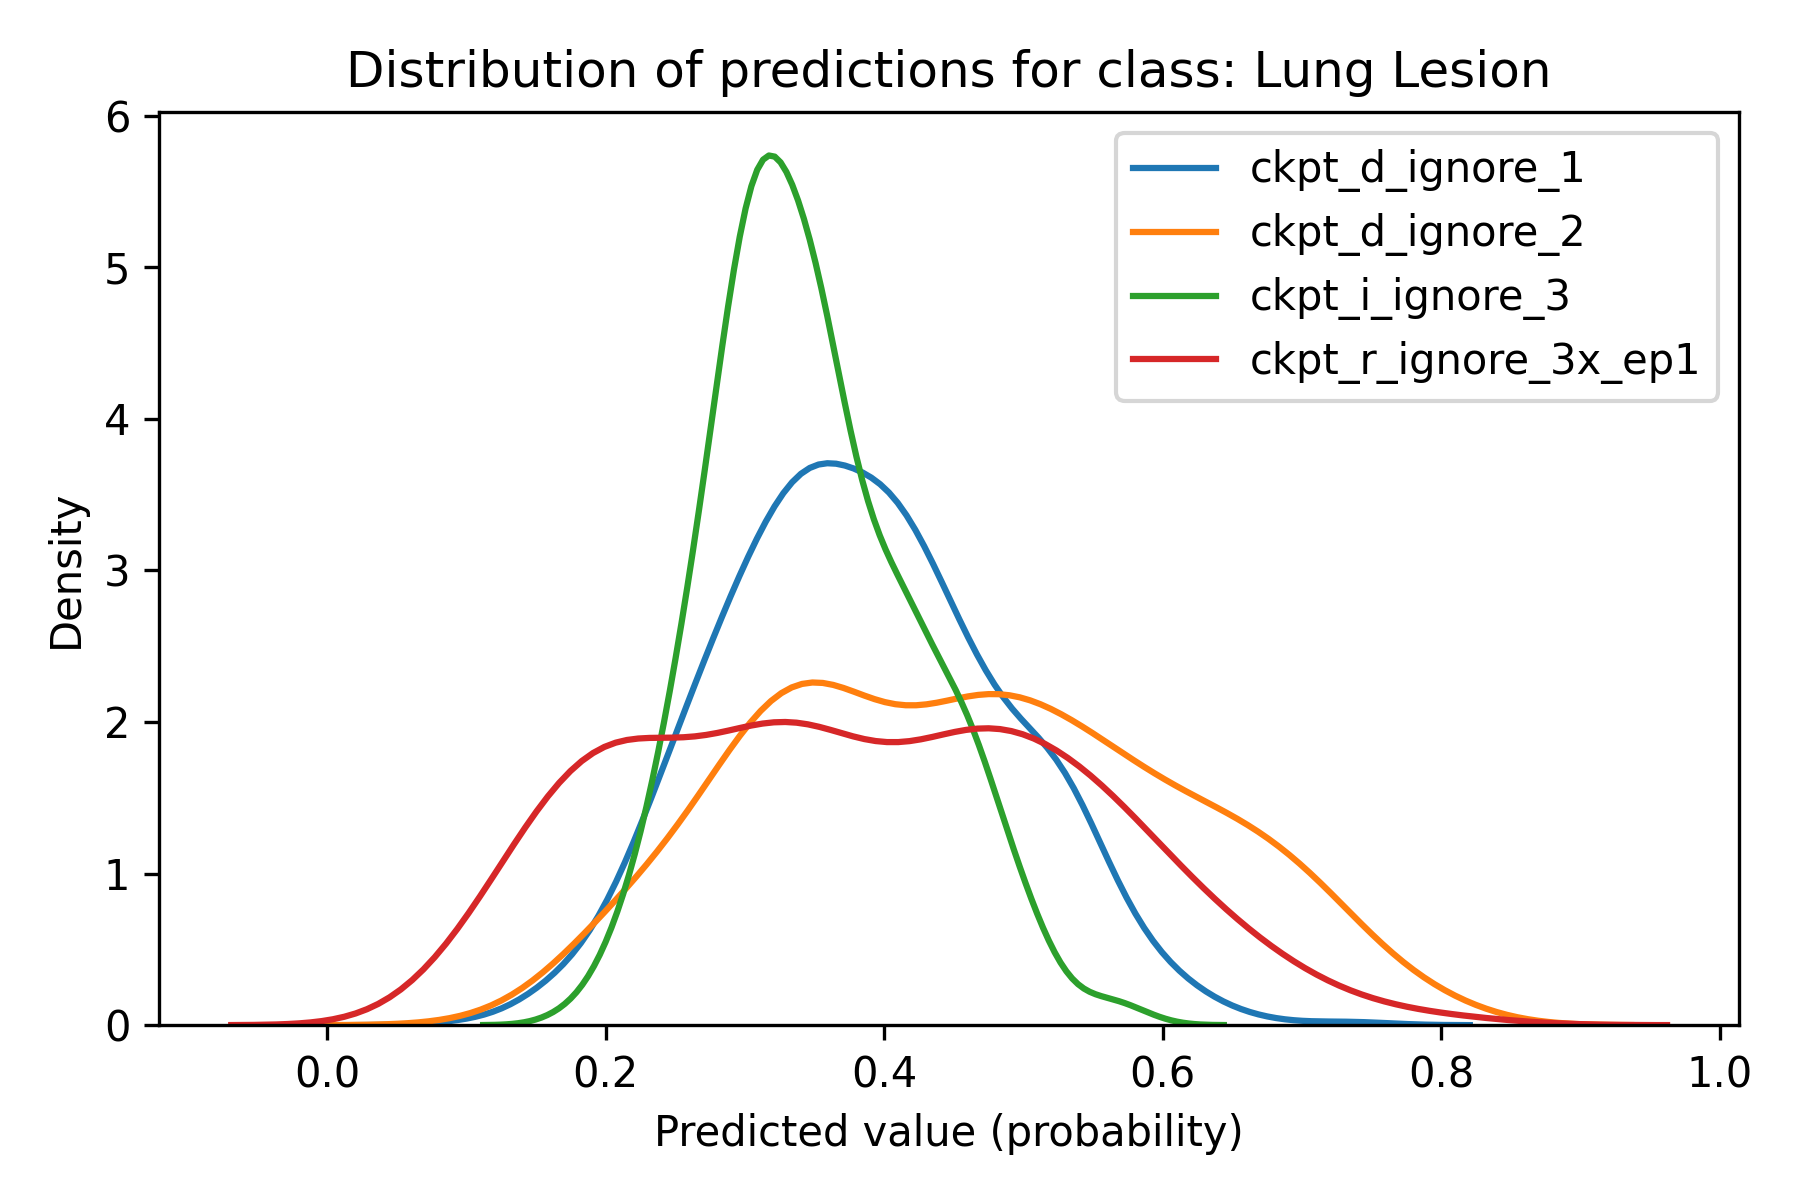 Distribution of predictions for class: Lung Lesion
6
5
4
3
2
1
0
Density
ckpt_d_ignore_1
ckpt_d_ignore_2
ckpt_i_ignore_3
ckpt_r_ignore_3x_ep1
0.0 0.2 0.4 0.6 0.8 1.0
Predicted value (probability)